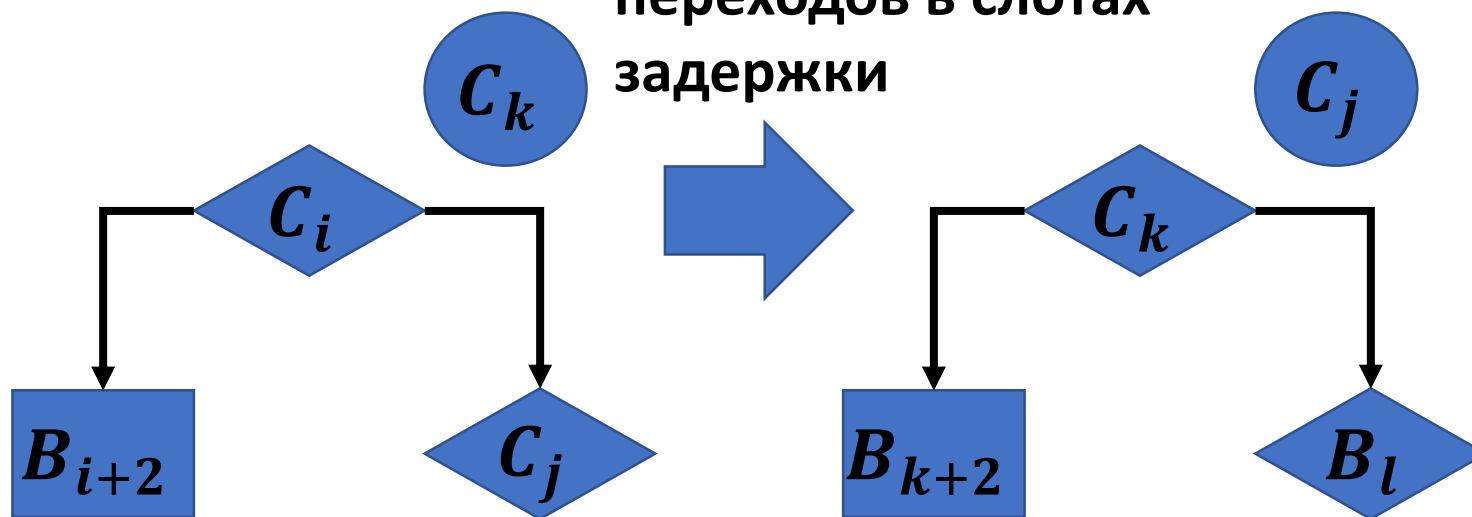 переходов в слотах
задержки
C_k
C_j
C_i
C_k
B_{i+2}
C_j
B_{k+2}
B_l